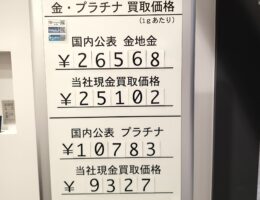 金・プラチナ 買取価格
(1gあたり)
国内公表 金地金
¥26568
当社現金買取価格
¥25102
国内公表 プラチナ
¥10783
当社現金買取価格
¥9327